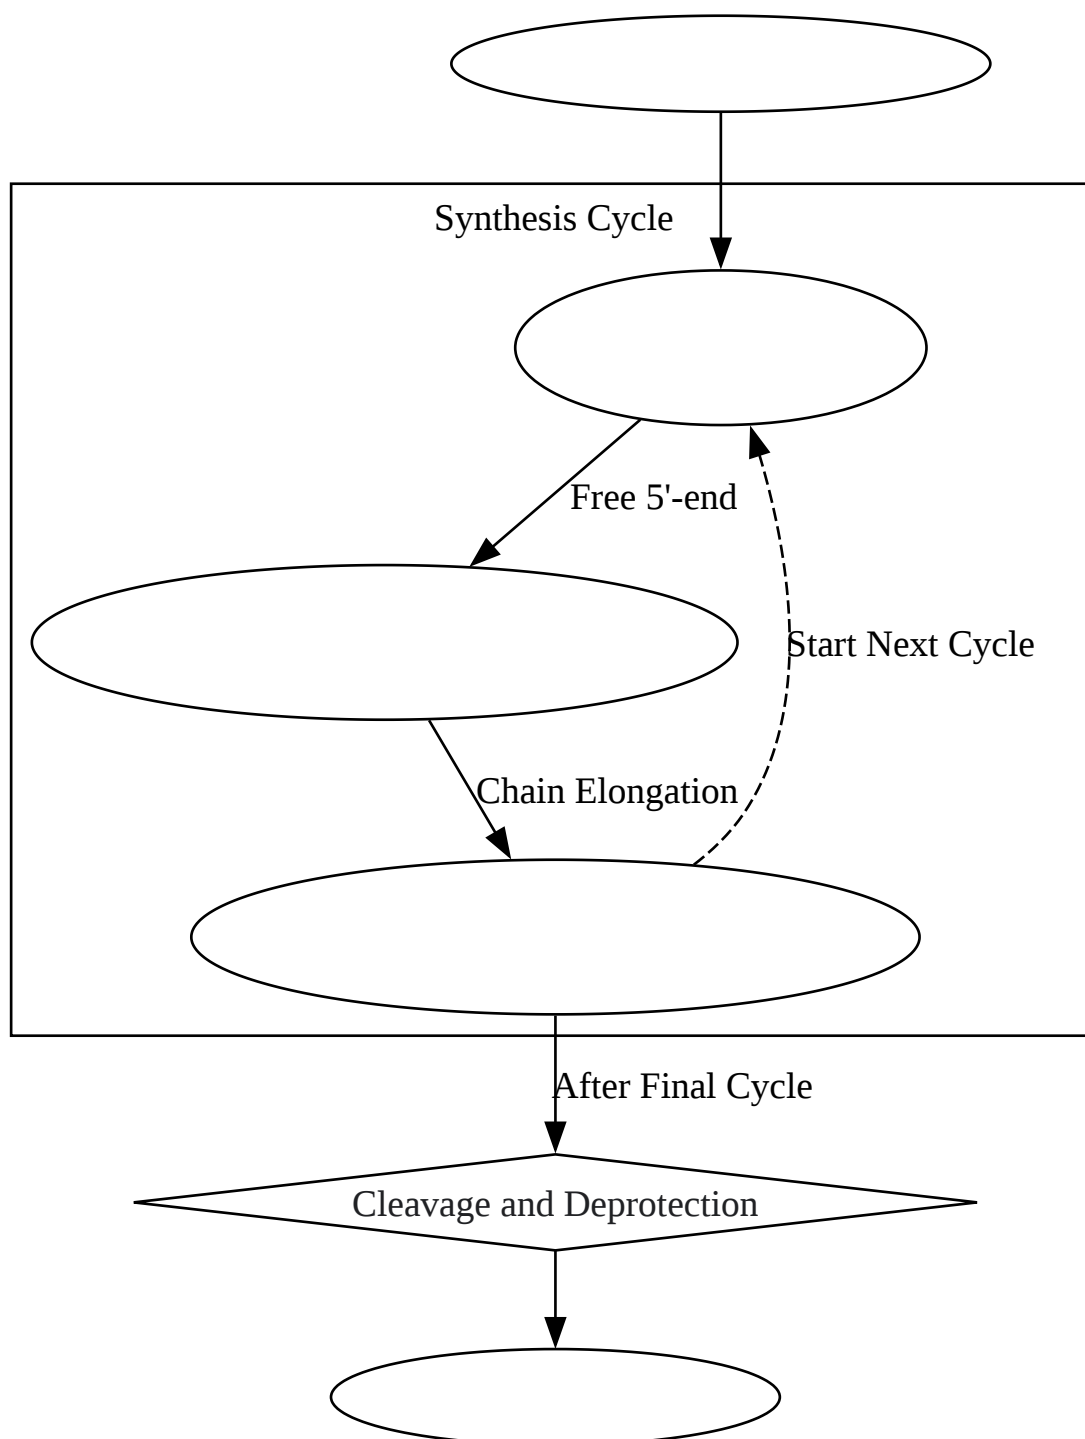 Synthesis Cycle
Free 5'-end
Start Next Cycle
Chain Elongation
After Final Cycle
Cleavage and Deprotection